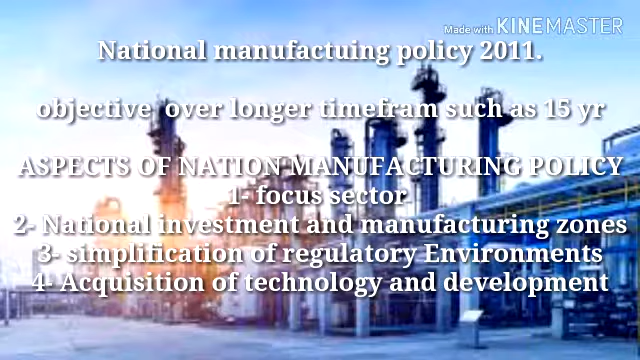 Made with KINEMASTER
National manufactuing policy 2011.
objective over longer timefram such as 15 yr
ASPECTS OF NATION MANUFACTURING POLICY
1- focus sector
2- National investment and manufacturing zones
3- simplification of regulatory Environments
4- Acquisition of technology and development